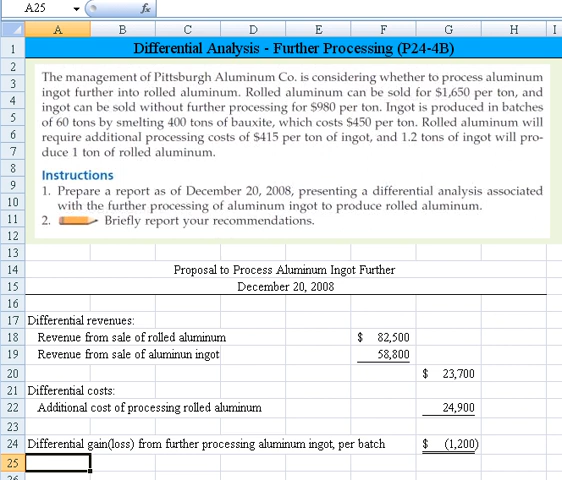 A25
fx
A B C D E F G H I
1 Differential Analysis - Further Processing (P24-4B)
2
3 The management of Pittsburgh Aluminum Co. is considering whether to process aluminum
ingot further into rolled aluminum. Rolled aluminum can be sold for $1,650 per ton, and
4 ingot can be sold without further processing for $980 per ton. Ingot is produced in batches
5 of 60 tons by smelting 400 tons of bauxite, which costs $450 per ton. Rolled aluminum will
6 require additional processing costs of $415 per ton of ingot, and 1.2 tons of ingot will pro-
7 duce 1 ton of rolled aluminum.
8 Instructions
9 1. Prepare a report as of December 20, 2008, presenting a differential analysis associated
10 with the further processing of aluminum ingot to produce rolled aluminum.
11 2. Briefly report your recommendations.
12
13
14 Proposal to Process Aluminum Ingot Further
15 December 20, 2008
16
17 Differential revenues:
18 Revenue from sale of rolled aluminum $ 82,500
19 Revenue from sale of aluminun ingot 58,800
20 $ 23,700
21 Differential costs:
22 Additional cost of processing rolled aluminum 24,900
23
24 Differential gain(loss) from further processing aluminum ingot, per batch $ (1,200)
25
26